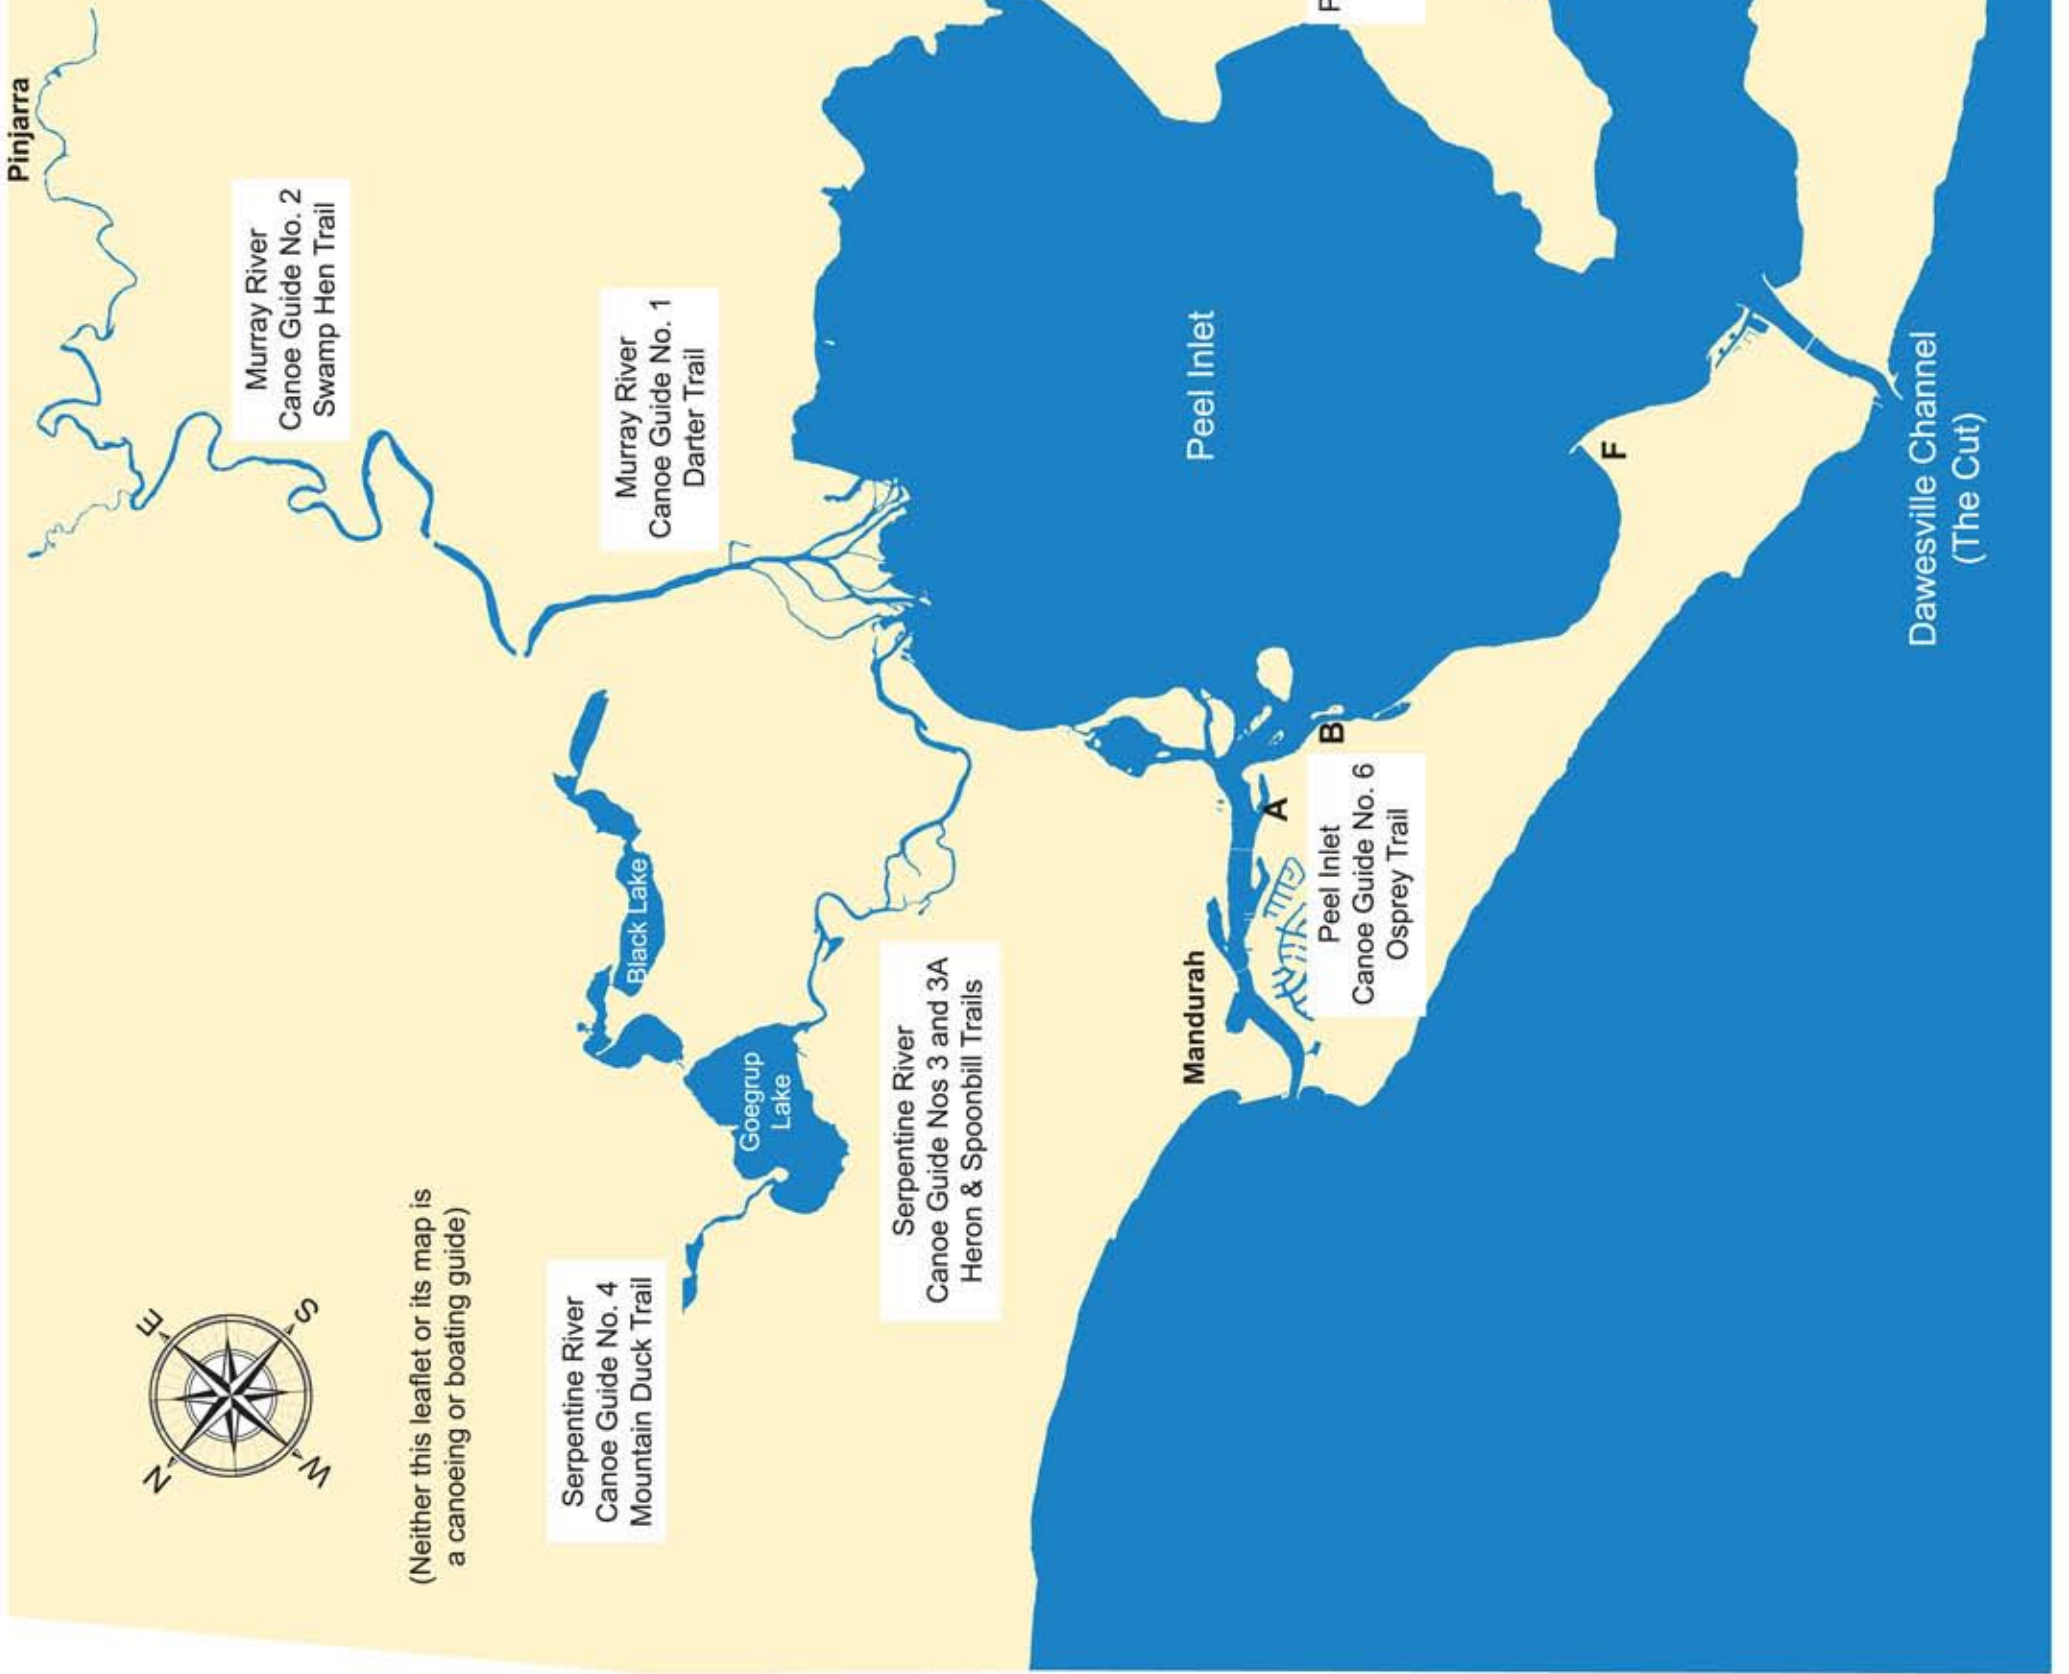 Pinjarra
N
E
W
S
Murray River
Canoe Guide No. 2
Swamp Hen Trail
(Neither this leaflet or its map is
a canoeing or boating guide)
Serpentine River
Canoe Guide No. 4
Mountain Duck Trail
Murray River
Canoe Guide No. 1
Darter Trail
Black Lake
Goegrup
Lake
Serpentine River
Canoe Guide Nos 3 and 3A
Heron & Spoonbill Trails
Mandurah
Peel Inlet
A
B
Peel Inlet
Canoe Guide No. 6
Osprey Trail
F
Dawesville Channel
(The Cut)